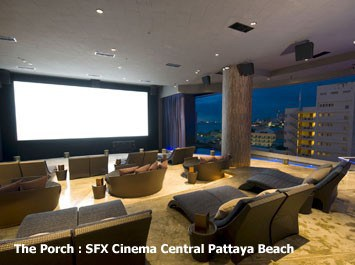 The Porch : SFX Cinema Central Pattaya Beach